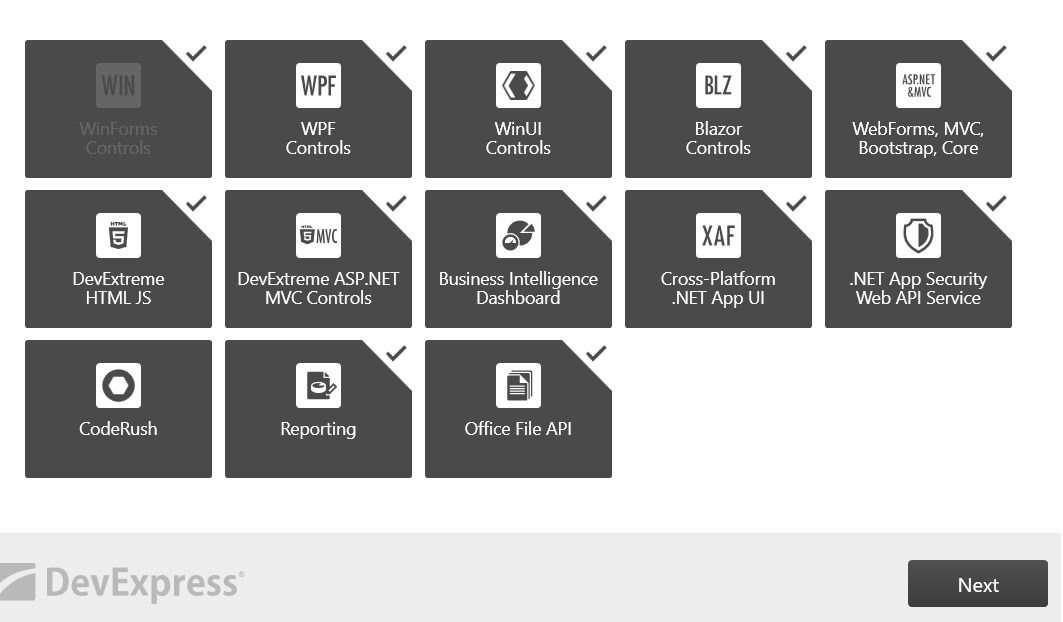 WIN
WinForms
Controls
WPF
WPF
Controls
WinUI
Controls
BLZ
Blazor
Controls
ASP.NET
&MVC
WebForms, MVC,
Bootstrap, Core
HTML
5
DevExtreme
HTML JS
HTML
5 MVC
DevExtreme ASP.NET
MVC Controls
Business Intelligence
Dashboard
XAF
Cross-Platform
.NET App UI
.NET App Security
Web API Service
CodeRush
Reporting
Office File API
DevExpress®
Next